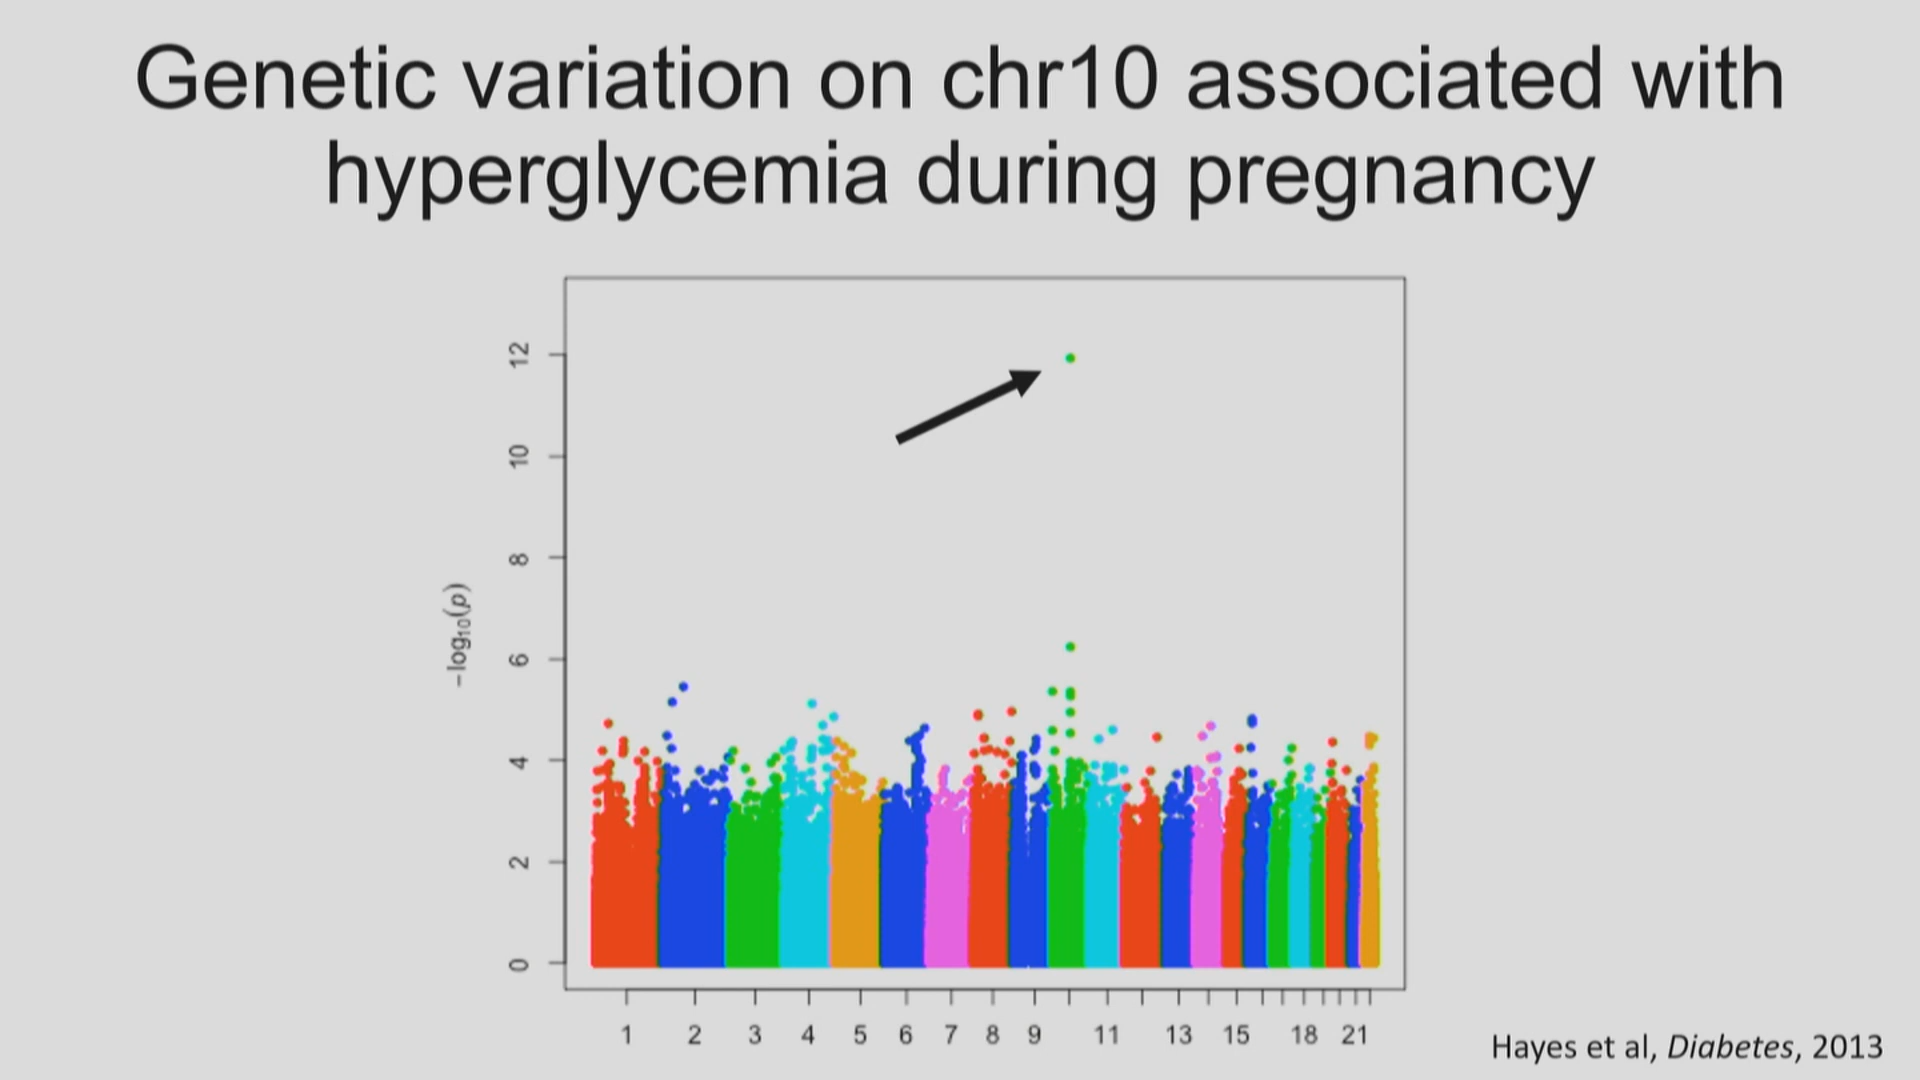 Genetic variation on chr10 associated with
hyperglycemia during pregnancy
12
10
8
6
4
2
0
−log10(p)
1 2 3 4 5 6 7 8 9 11 13 15 18 21
Hayes et al, Diabetes, 2013